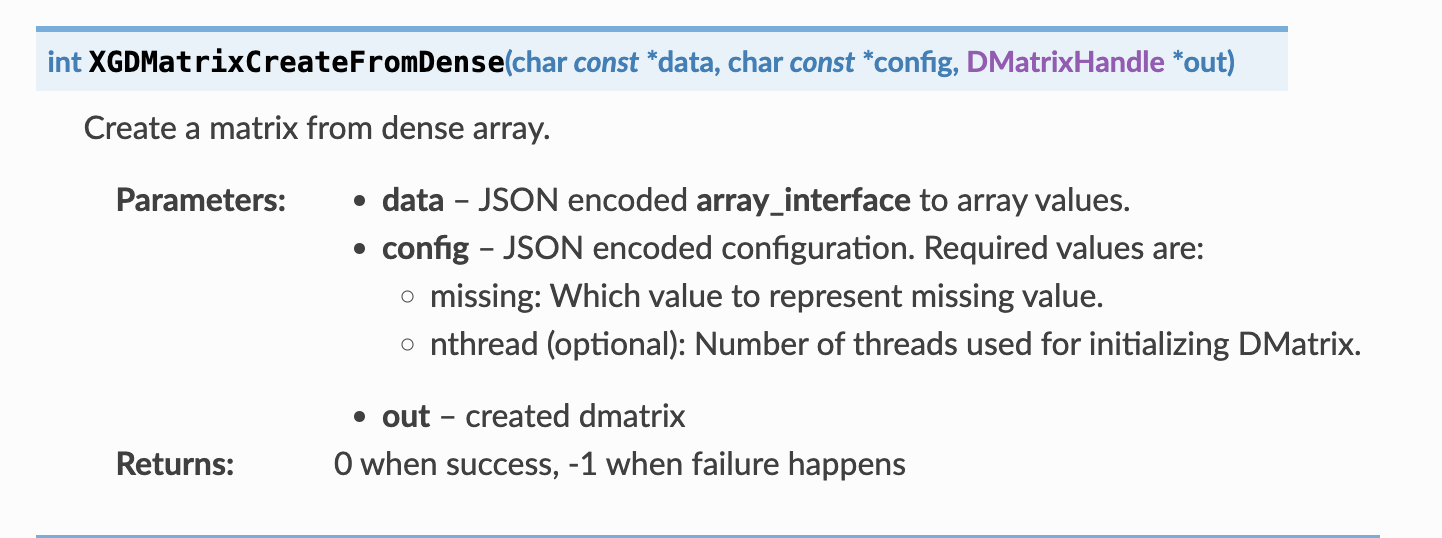 int XGDMatrixCreateFromDense(char const *data, char const *config, DMatrixHandle *out)
Create a matrix from dense array.
Parameters:
• data – JSON encoded array_interface to array values.
• config – JSON encoded configuration. Required values are:
○ missing: Which value to represent missing value.
○ nthread (optional): Number of threads used for initializing DMatrix.
• out – created dmatrix
Returns: 0 when success, -1 when failure happens